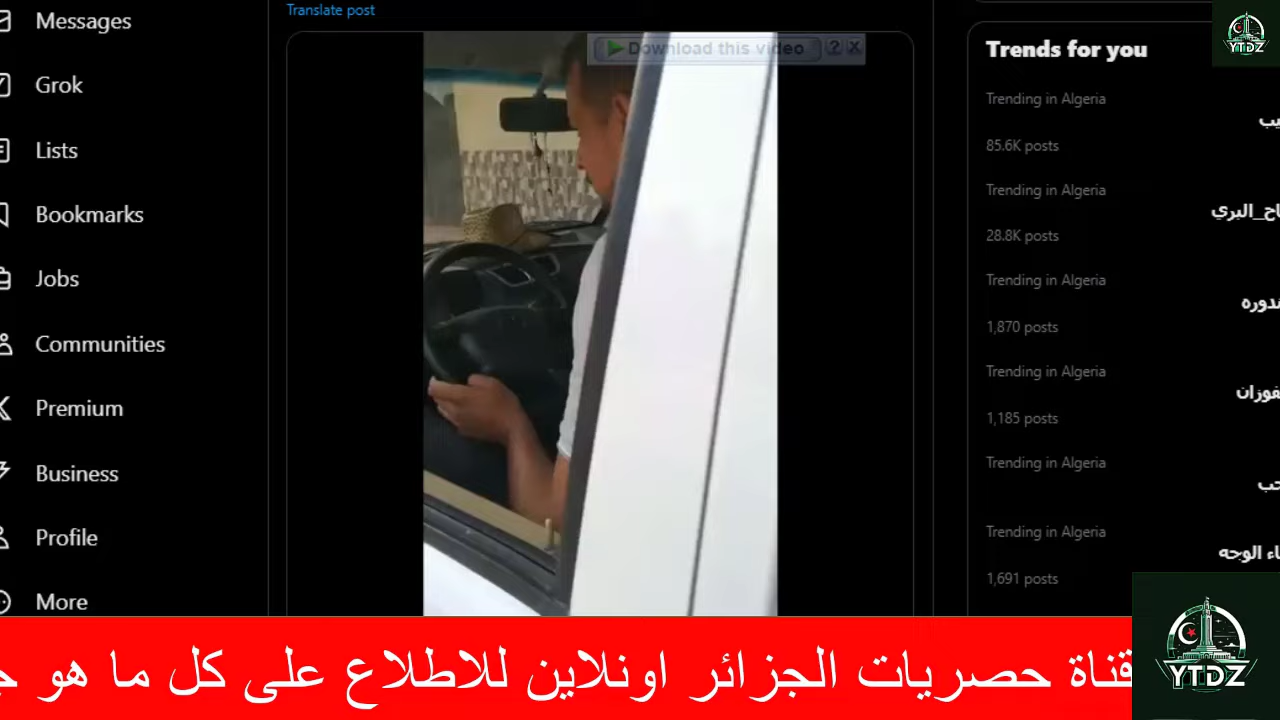 Messages
Grok
Lists
Bookmarks
Jobs
Communities
Premium
Business
Profile
More
Translate post
Download this video ? X
Trends for you
Trending in Algeria
85.6K posts
Trending in Algeria
28.8K posts
Trending in Algeria
1,870 posts
Trending in Algeria
1,185 posts
Trending in Algeria
Trending in Algeria
1,691 posts
YTDZ
قناة حصريات الجزائر اونلاين للاطلاع على كل ما هو
YTDZ